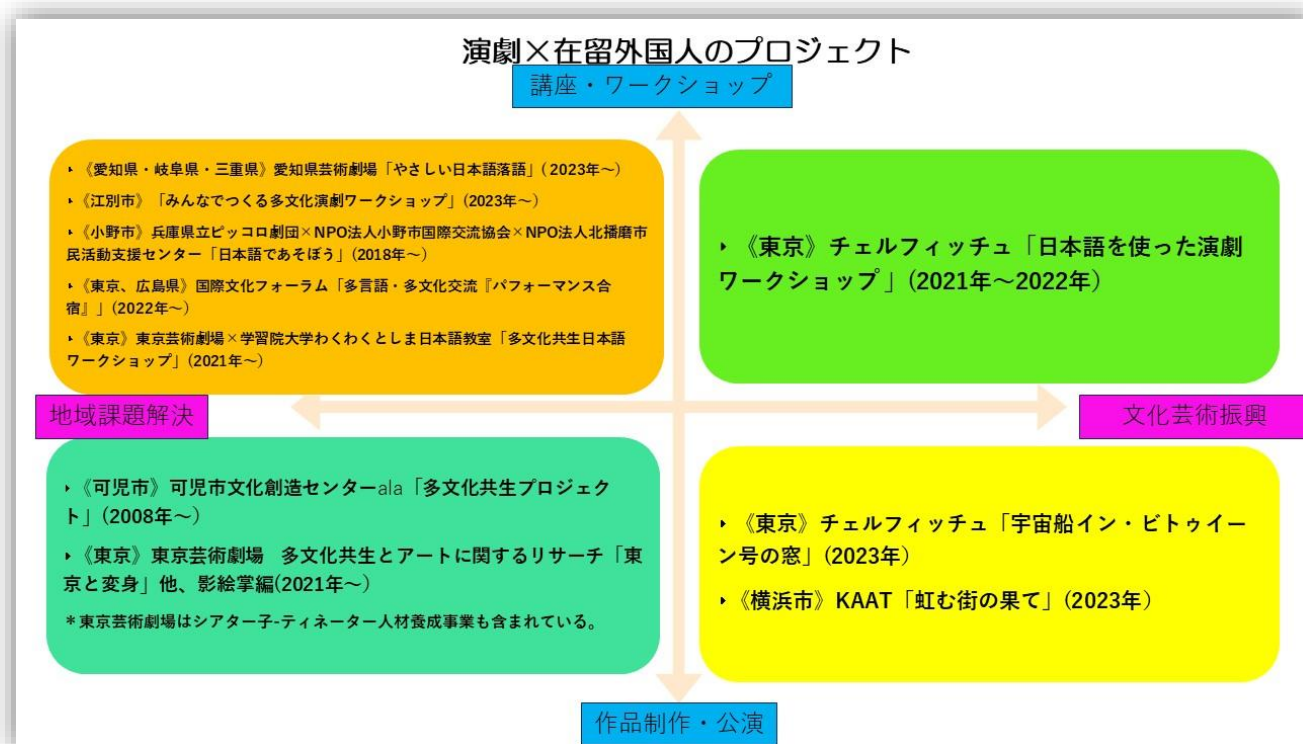 演劇×在留外国人のプロジェクト
講座・ワークショップ
‣ 《愛知県・岐阜県・三重県》愛知県芸術劇場「やさしい日本語落語」(2023年〜)
‣ 《江別市》「みんなでつくる多文化演劇ワークショップ」(2023年〜)
‣ 《小野市》兵庫県立ピッコロ劇団×NPO法人小野市国際交流協会×NPO法人北播磨市
民活動支援センター「日本語であそぼう」(2018年〜)
‣ 《東京、広島県》国際文化フォーラム「多言語・多文化交流『パフォーマンス合
宿』」(2022年〜)
‣ 《東京》東京芸術劇場×学習院大学わくわくとしま日本語教室「多文化共生日本語
ワークショップ」(2021年〜)
‣ 《東京》チェルフィッチュ「日本語を使った演劇
ワークショップ」(2021年〜2022年)
地域課題解決
文化芸術振興
‣ 《可児市》可児市文化創造センターala「多文化共生プロジェク
ト」(2008年〜)
‣ 《東京》東京芸術劇場　多文化共生とアートに関するリサーチ「東
京と変身」他、影絵掌編(2021年〜)
＊東京芸術劇場はシアター子-ティネーター人材養成事業も含まれている。
‣ 《東京》チェルフィッチュ「宇宙船イン・ビトゥイー
ン号の窓」(2023年)
‣ 《横浜市》KAAT「虹む街の果て」(2023年)
作品制作・公演